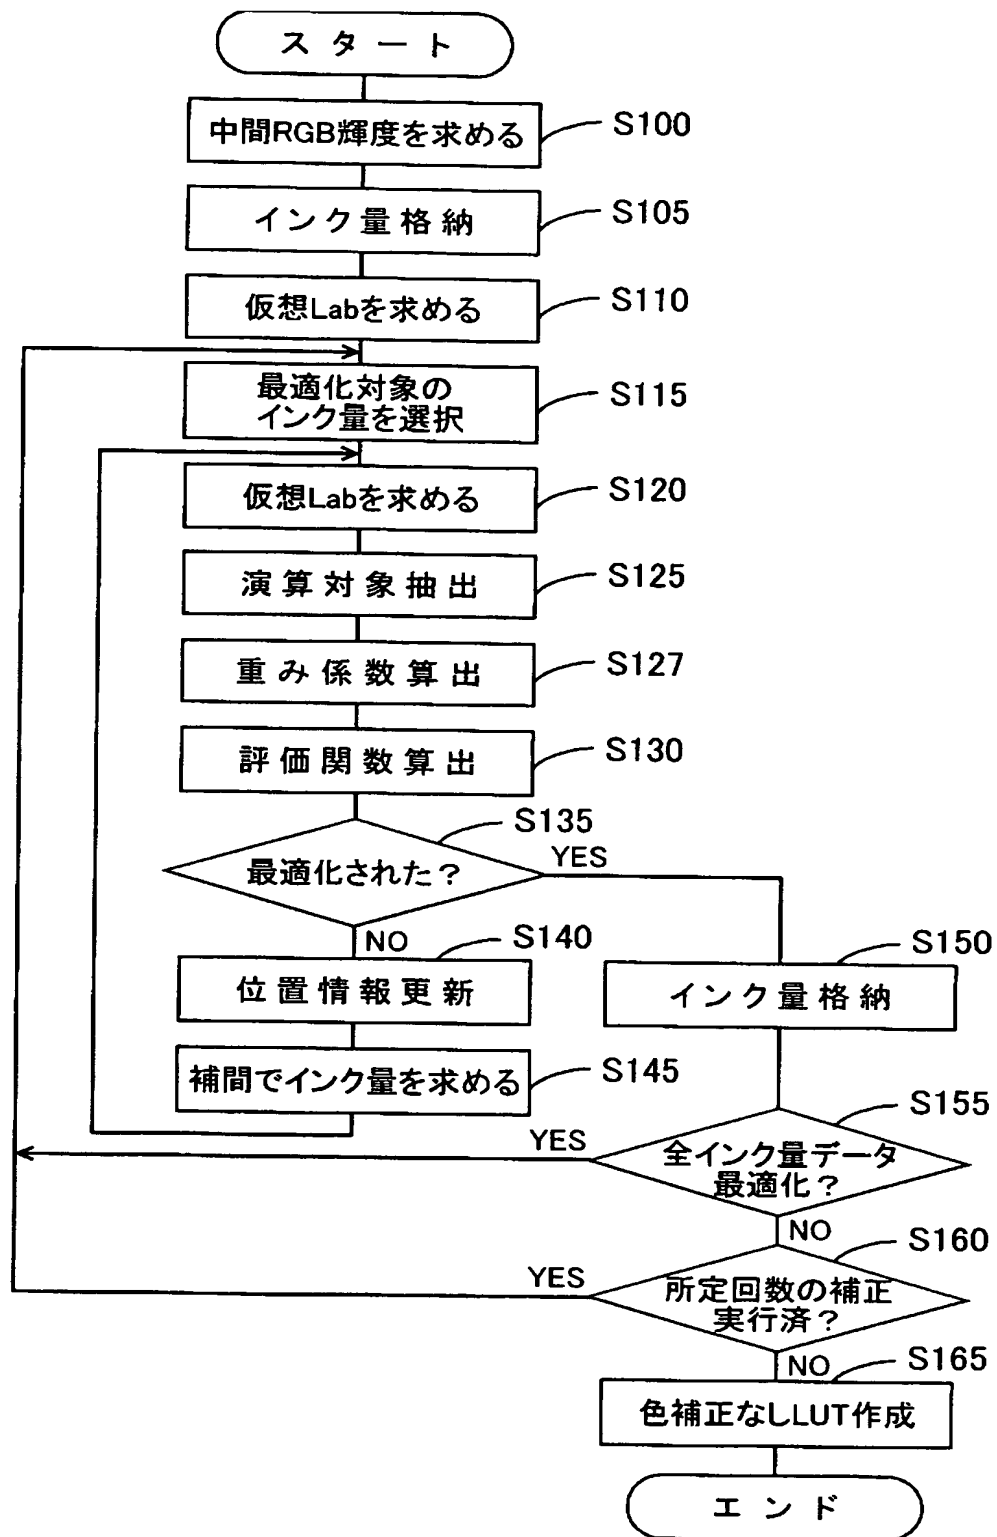 スタート
中間RGB輝度を求める
S100
インク量格納
S105
仮想Labを求める
S110
最適化対象の
インク量を選択
S115
仮想Labを求める
S120
演算対象抽出
S125
重み係数算出
S127
評価関数算出
S130
S135
最適化された？
YES
NO
S140
位置情報更新
補間でインク量を求める
S145
S150
インク量格納
S155
YES
全インク量データ
最適化？
NO
S160
YES
所定回数の補正
実行済？
NO
S165
色補正なしLUT作成
エンド